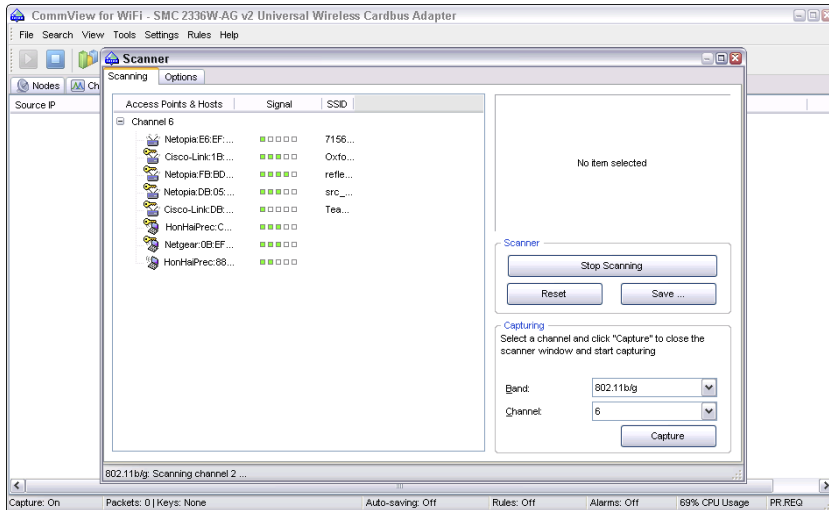 CommView for WiFi - SMC 2336W-AG v2 Universal Wireless Cardbus Adapter
File Search View Tools Settings Rules Help
Scanner
Nodes Ch
Scanning Options
Source IP
Access Points & Hosts Signal SSID
Channel 6
Netopia:E6:EF:... 7156...
Cisco-Link:1B:... Oxfo...
Netopia:FB:BD... refle...
Netopia:DB:05:... src_...
Cisco-Link:DB:... Tea...
HonHaiPrec:C...
Netgear:0B:EF...
HonHaiPrec:88...
No item selected
Scanner
Stop Scanning
Reset Save ...
Capturing
Select a channel and click "Capture" to close the
scanner window and start capturing
Band: 802.11b/g
Channel: 6
Capture
802.11b/g: Scanning channel 2 ...
Capture: On Packets: 0 | Keys: None Auto-saving: Off Rules: Off Alarms: Off 69% CPU Usage PR.REQ